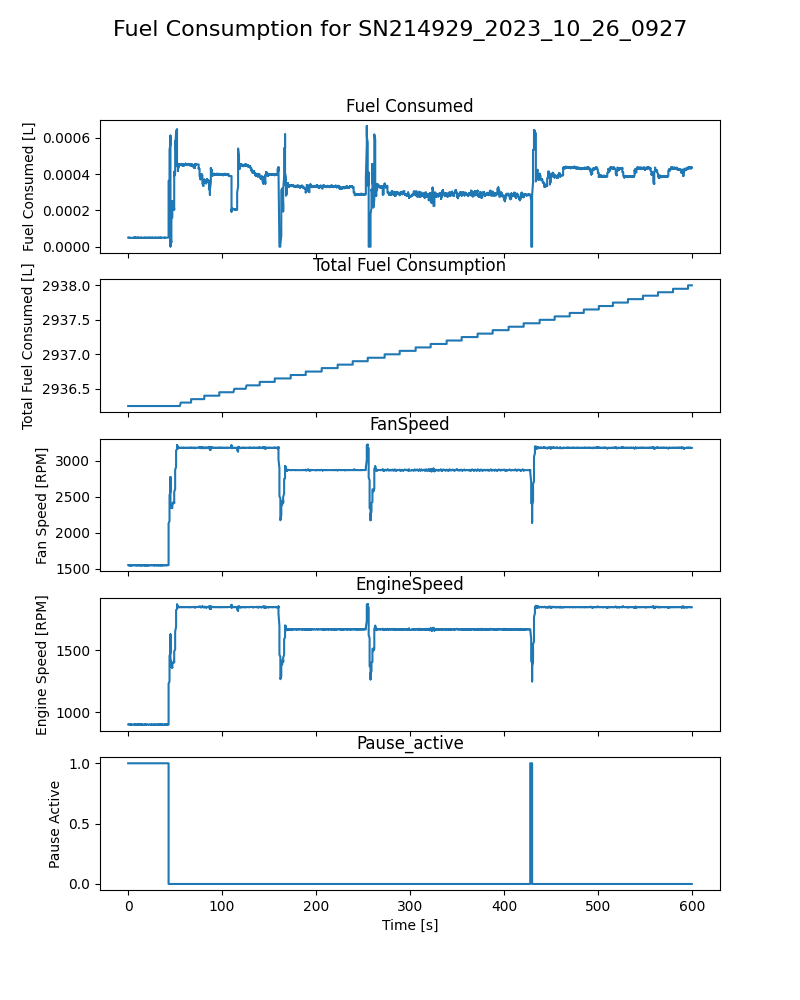 Fuel Consumption for SN214929_2023_10_26_0927
Fuel Consumed
Fuel Consumed [L]
0.0006
0.0004
0.0002
0.0000
Total Fuel Consumption
Total Fuel Consumed [L]
2938.0
2937.5
2937.0
2936.5
FanSpeed
Fan Speed [RPM]
3000
2500
2000
1500
EngineSpeed
Engine Speed [RPM]
1500
1000
Pause_active
Pause Active
1.0
0.5
0.0
0 100 200 300 400 500 600
Time [s]